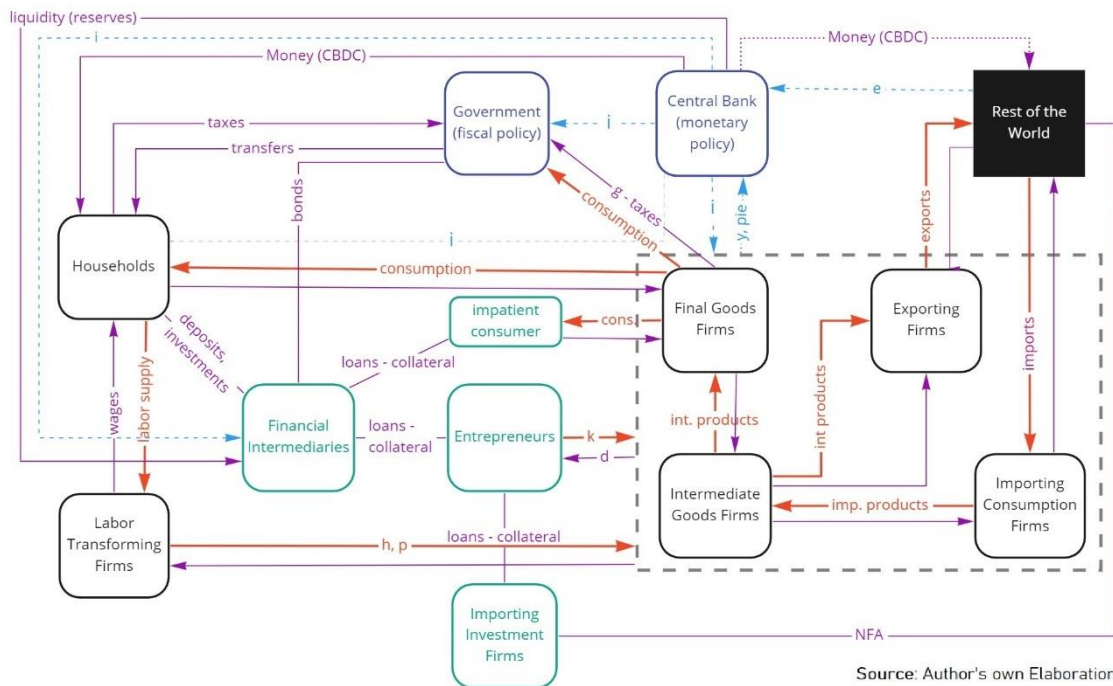 liquidity (reserves)
i
Money (CBDC)
Money (CBDC)
Government
(fiscal policy)
Central Bank
(monetary
policy)
e
Rest of the
World
taxes
i
transfers
bonds
g - taxes
consumption
i
y, pie
exports
Households
i
consumption
imports
Final Goods
Firms
Exporting
Firms
impatient
consumer
cons.
deposits,
investments
loans - collateral
wages
labor supply
Financial
Intermediaries
loans -
collateral
Entrepreneurs
k
d
int. products
int products
Intermediate
Goods Firms
imp. products
Importing
Consumption
Firms
Labor
Transforming
Firms
h, p
loans - collateral
Importing
Investment
Firms
NFA
Source: Author's own Elaboration